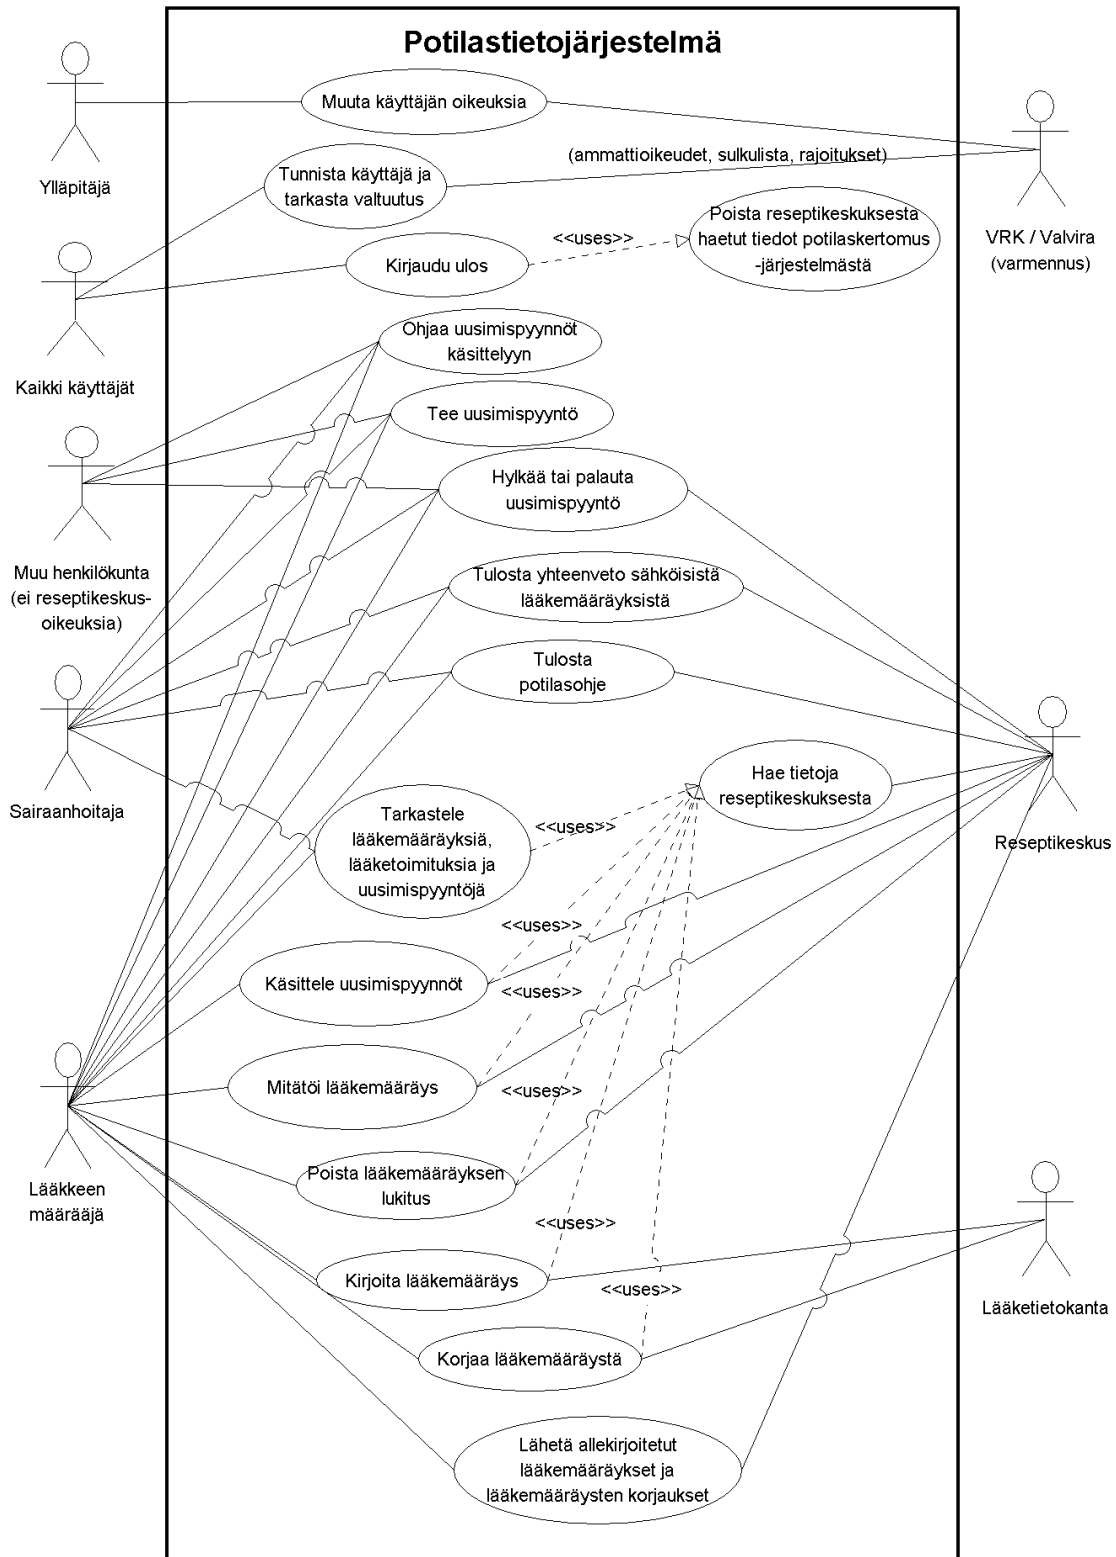 Potilastietojärjestelmä
Muuta käyttäjän oikeuksia
Ylläpitäjä
(ammattioikeudet, sulkulista, rajoitukset)
Tunnista käyttäjä ja
tarkasta valtuutus
VRK / Valvira
(varmennus)
Poista reseptikeskuksesta
haetut tiedot potilaskertomus
-järjestelmästä
<<uses>>
Kirjaudu ulos
Kaikki käyttäjät
Ohjaa uusimispyynnöt
käsittelyyn
Tee uusimispyyntö
Hylkää tai palauta
uusimispyyntö
Muu henkilökunta
(ei reseptikeskus-
oikeuksia)
Tulosta yhteenveto sähköisistä
lääkemääräyksistä
Tulosta
potilasohje
Sairaanhoitaja
Hae tietoja
reseptikeskuksesta
Reseptikeskus
Tarkastele
lääkemääräyksiä,
lääketoimituksia ja
uusimispyyntöjä
<<uses>>
<<uses>>
Käsittele uusimispyynnöt
<<uses>>
Mitätöi lääkemääräys
<<uses>>
Poista lääkemääräyksen
lukitus
Lääkkeen
määrääjä
<<uses>>
Kirjoita lääkemääräys
<<uses>>
Lääketietokanta
Korjaa lääkemääräystä
Lähetä allekirjoitetut
lääkemääräykset ja
lääkemääräysten korjaukset